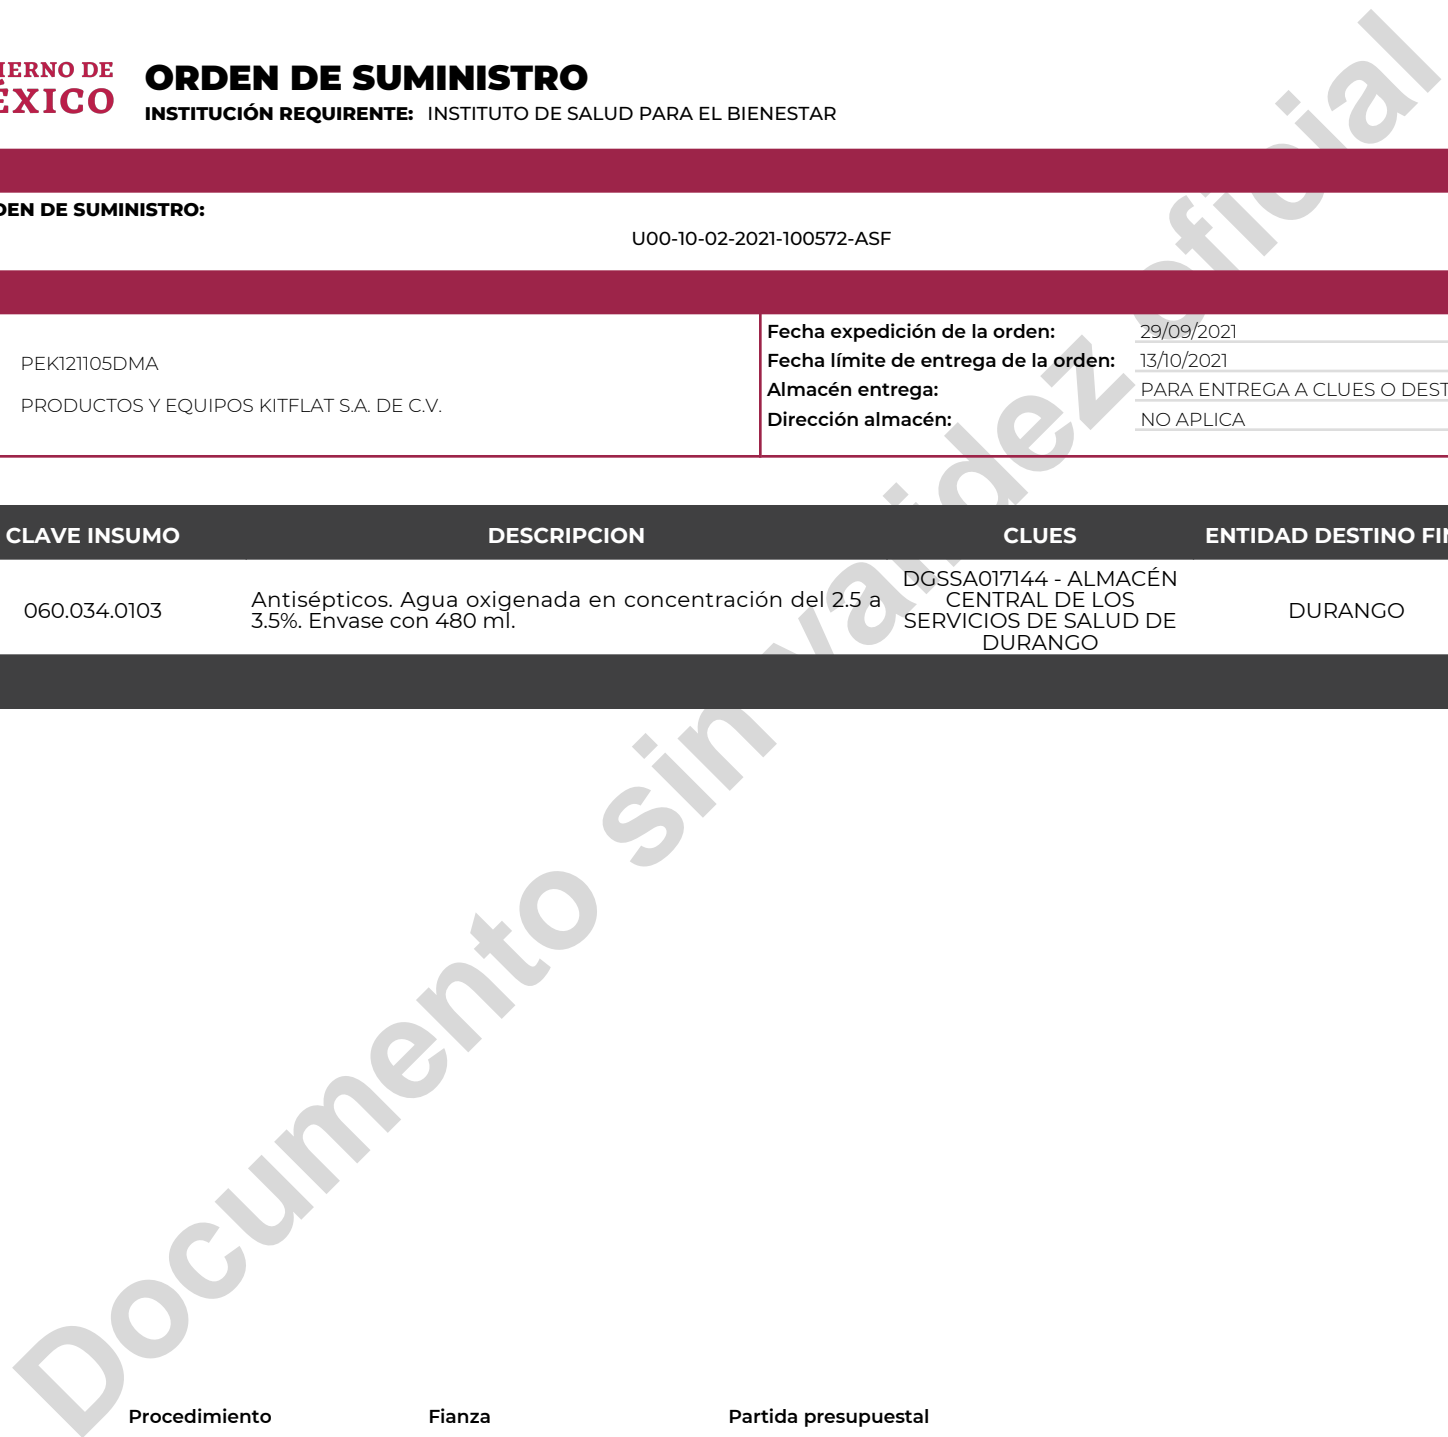 IERNO DE
ÉXICO
ORDEN DE SUMINISTRO
INSTITUCIÓN REQUIRENTE: INSTITUTO DE SALUD PARA EL BIENESTAR
DEN DE SUMINISTRO:
U00-10-02-2021-100572-ASF
PEK121105DMA
PRODUCTOS Y EQUIPOS KITFLAT S.A. DE C.V.
Fecha expedición de la orden: 29/09/2021
Fecha límite de entrega de la orden: 13/10/2021
Almacén entrega: PARA ENTREGA A CLUES O DEST
Dirección almacén: NO APLICA
CLAVE INSUMO DESCRIPCION CLUES ENTIDAD DESTINO FIN
060.034.0103
Antisépticos. Agua oxigenada en concentración del 2.5 a
3.5%. Envase con 480 ml.
DGSSA017144 - ALMACÉN
CENTRAL DE LOS
SERVICIOS DE SALUD DE
DURANGO
DURANGO
Documento sin validez oficial
Procedimiento Fianza Partida presupuestal